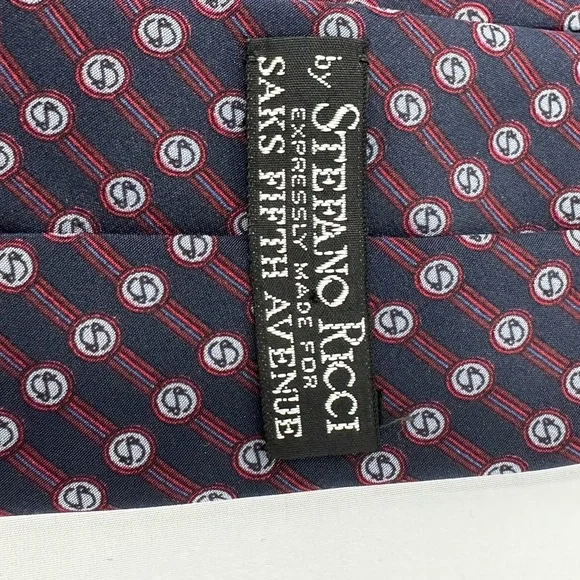 by STEFANO RICCI
EXPRESSLY MADE FOR
SAKS FIFTH AVENUE